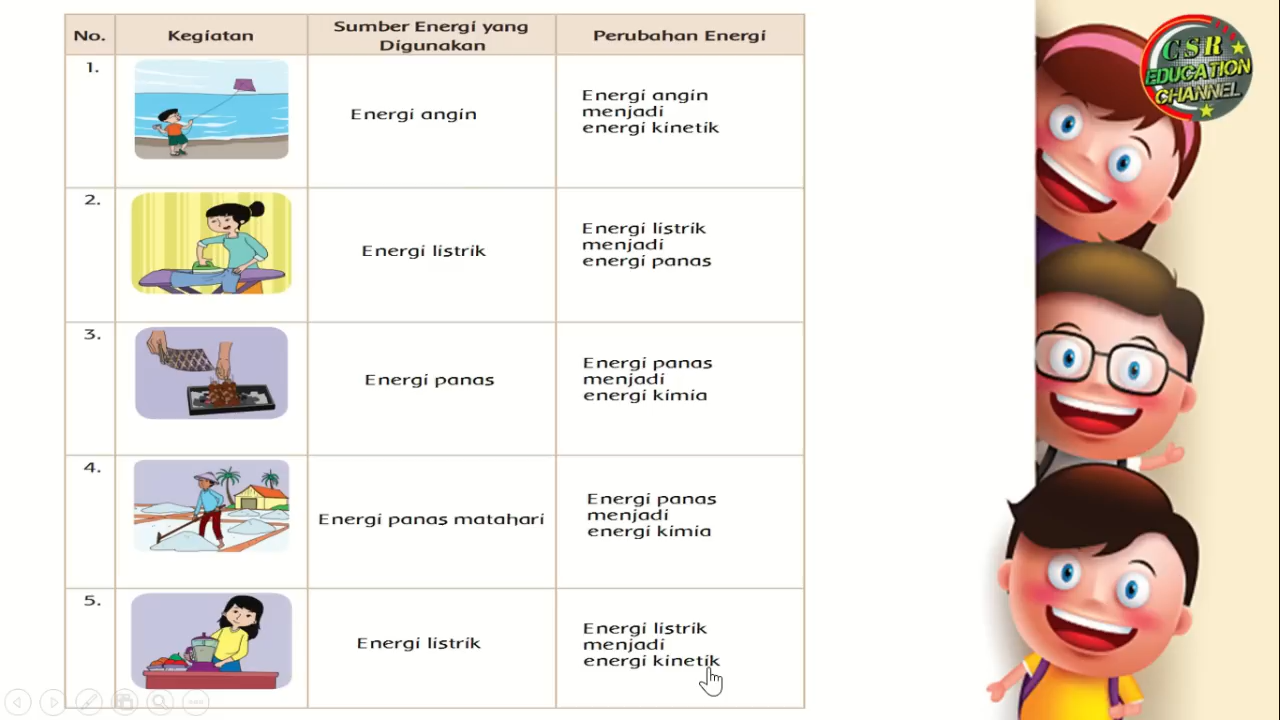 No.
Kegiatan
Sumber Energi yang
Digunakan
Perubahan Energi
1.
Energi angin
Energi angin
menjadi
energi kinetik
2.
Energi listrik
Energi listrik
menjadi
energi panas
3.
Energi panas
Energi panas
menjadi
energi kimia
4.
Energi panas matahari
Energi panas
menjadi
energi kimia
5.
Energi listrik
Energi listrik
menjadi
energi kinetik
CSR
EDUCATION
CHANNEL